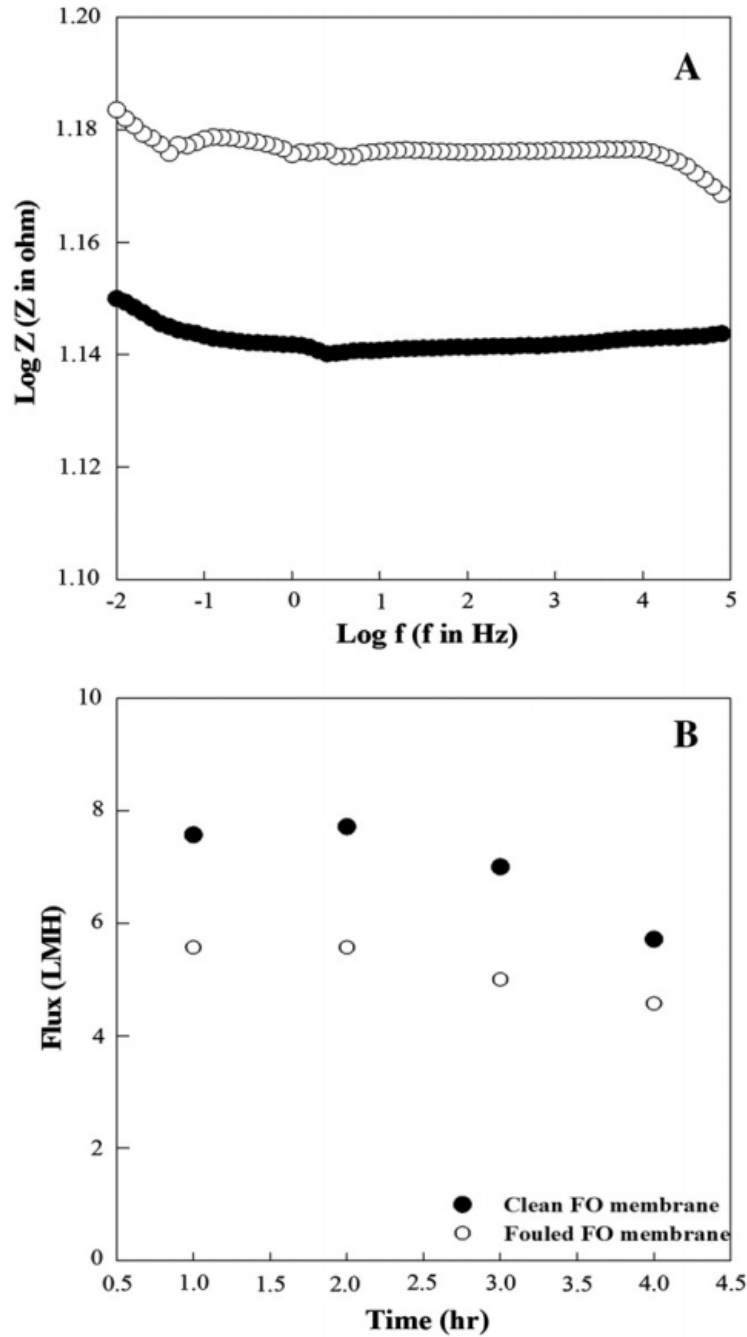 A
1.20
1.18
1.16
1.14
1.12
1.10
Log Z (Z in ohm)
-2 -1 0 1 2 3 4 5
Log f (f in Hz)
B
10
8
6
4
2
0
Flux (LMH)
Clean FO membrane
Fouled FO membrane
0.5 1.0 1.5 2.0 2.5 3.0 3.5 4.0 4.5
Time (hr)